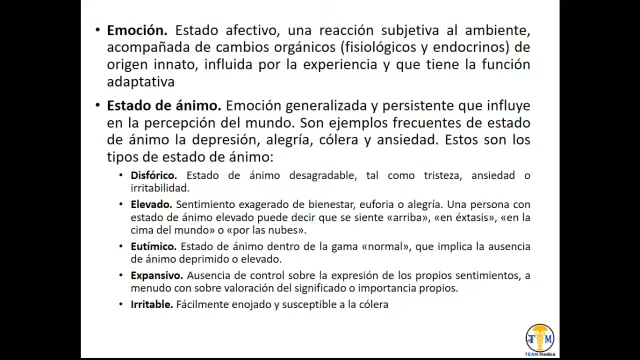 • Emoción. Estado afectivo, una reacción subjetiva al ambiente,
acompañada de cambios orgánicos (fisiológicos y endocrinos) de
origen innato, influida por la experiencia y que tiene la función
adaptativa
• Estado de ánimo. Emoción generalizada y persistente que influye
en la percepción del mundo. Son ejemplos frecuentes de estado
de ánimo la depresión, alegría, cólera y ansiedad. Estos son los
tipos de estado de ánimo:
• Disfórico. Estado de ánimo desagradable, tal como tristeza, ansiedad o
irritabilidad.
• Elevado. Sentimiento exagerado de bienestar, euforia o alegría. Una persona con
estado de ánimo elevado puede decir que se siente «arriba», «en éxtasis», «en la
cima del mundo» o «por las nubes».
• Eutímico. Estado de ánimo dentro de la gama «normal», que implica la ausencia
de ánimo deprimido o elevado.
• Expansivo. Ausencia de control sobre la expresión de los propios sentimientos, a
menudo con sobre valoración del significado o importancia propios.
• Irritable. Fácilmente enojado y susceptible a la cólera
TM
TEAM medica